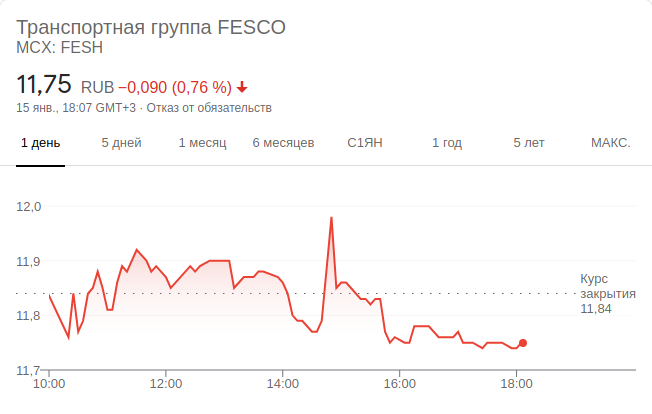 Транспортная группа FESCO
MCX: FESH
11,75 RUB −0,090 (0,76 %)
15 янв., 18:07 GMT+3 · Отказ от обязательств
1 день 5 дней 1 месяц 6 месяцев С1ЯН 1 год 5 лет МАКС.
12,0
11,9
Курс
закрытия
11,84
11,8
11,7
10:00 12:00 14:00 16:00 18:00